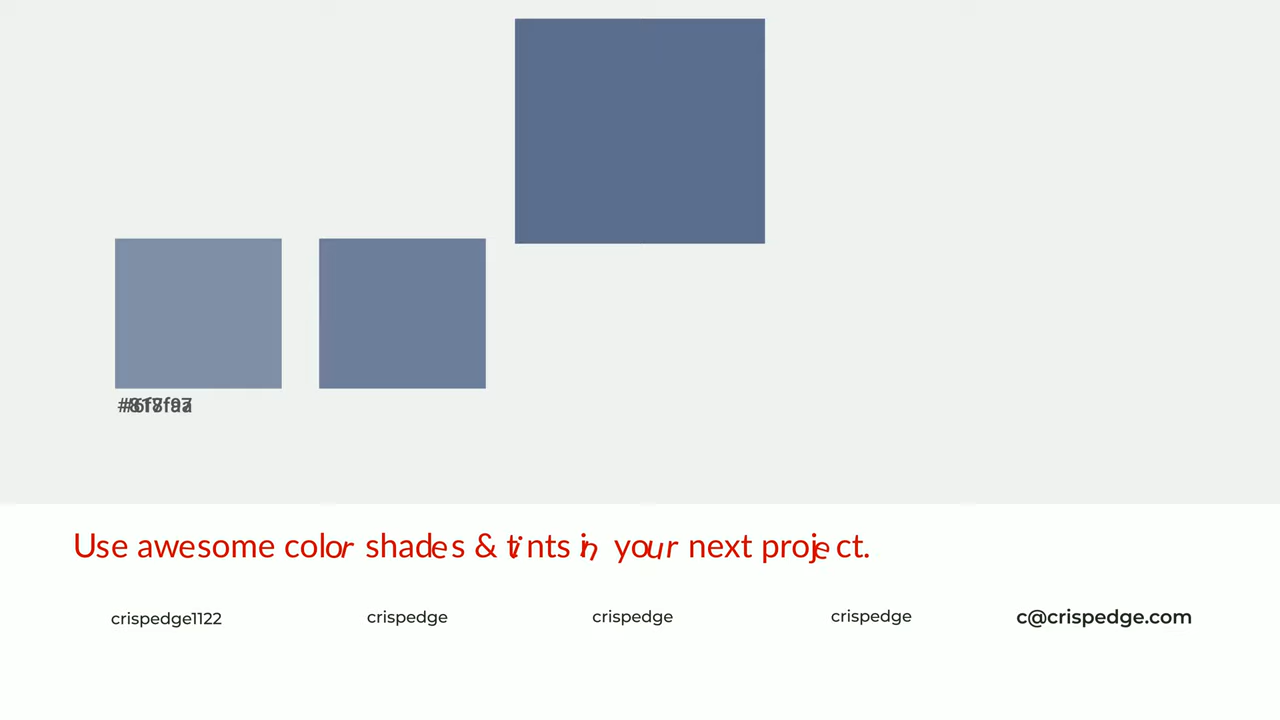 Use awesome color shades & tints in your next project.
crispedge1122 crispedge crispedge crispedge c@crispedge.com